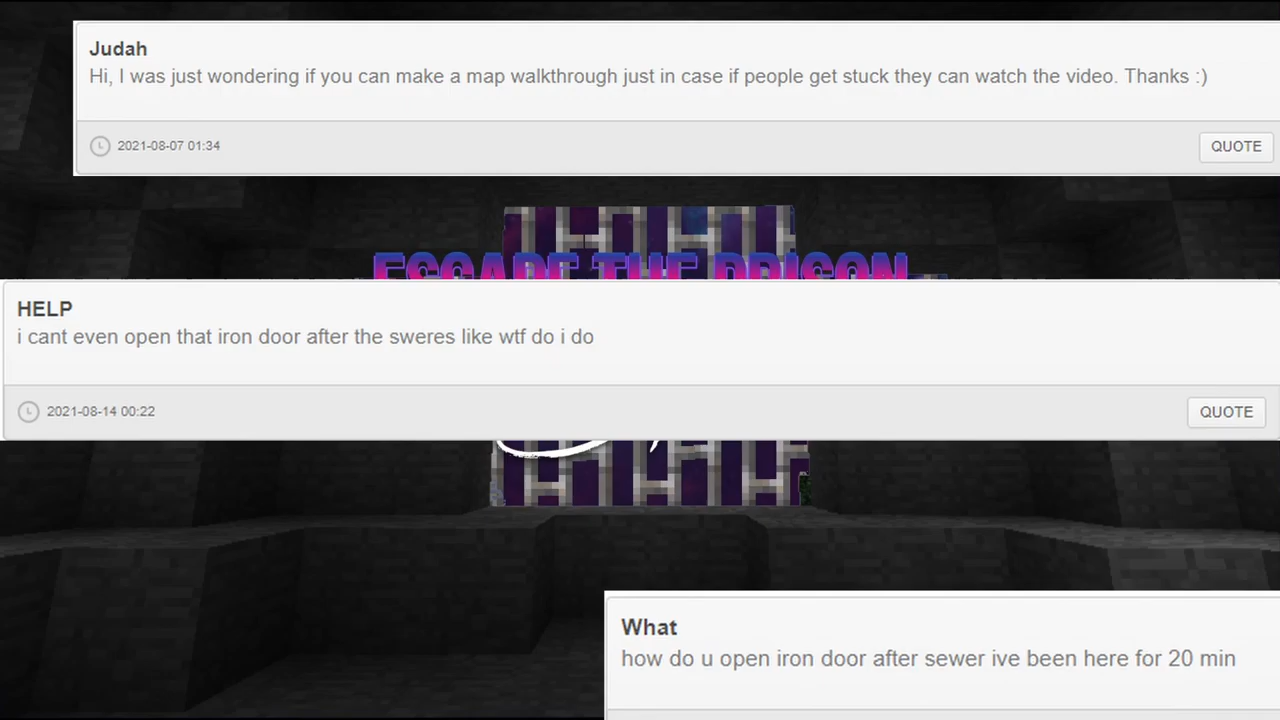 Judah
Hi, I was just wondering if you can make a map walkthrough just in case if people get stuck they can watch the video. Thanks :)
2021-08-07 01:34
QUOTE
ESCAPE THE PRISON
HELP
i cant even open that iron door after the sweres like wtf do i do
2021-08-14 00:22
QUOTE
What
how do u open iron door after sewer ive been here for 20 min